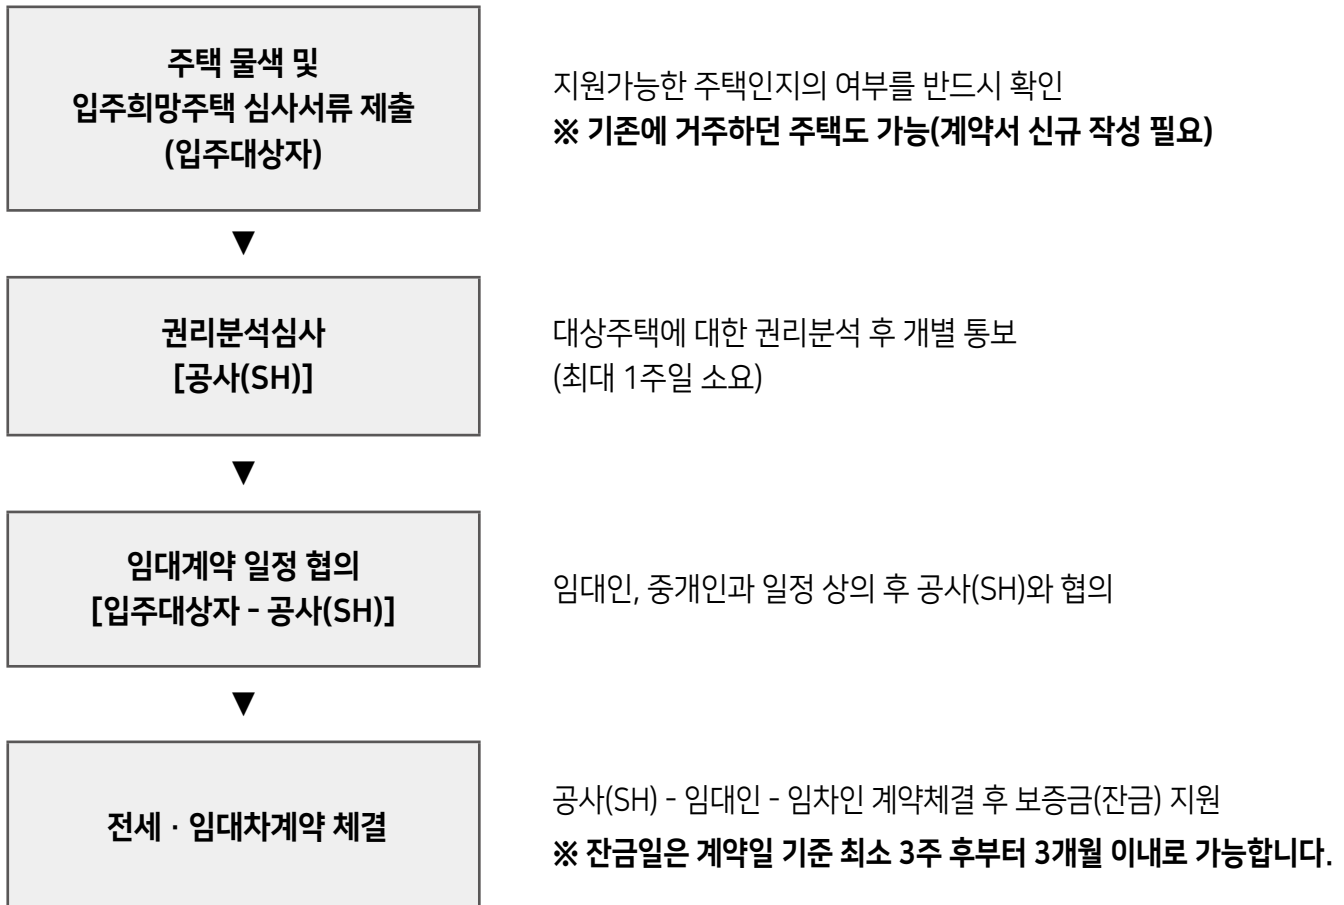 주택 물색 및
입주희망주택 심사서류 제출
(입주대상자)
지원가능한 주택인지의 여부를 반드시 확인
※ 기존에 거주하던 주택도 가능(계약서 신규 작성 필요)
▼
권리분석심사
[공사(SH)]
대상주택에 대한 권리분석 후 개별 통보
(최대 1주일 소요)
▼
임대계약 일정 협의
[입주대상자 - 공사(SH)]
임대인, 중개인과 일정 상의 후 공사(SH)와 협의
▼
전세 · 임대차계약 체결
공사(SH) - 임대인 - 임차인 계약체결 후 보증금(잔금) 지원
※ 잔금일은 계약일 기준 최소 3주 후부터 3개월 이내로 가능합니다.